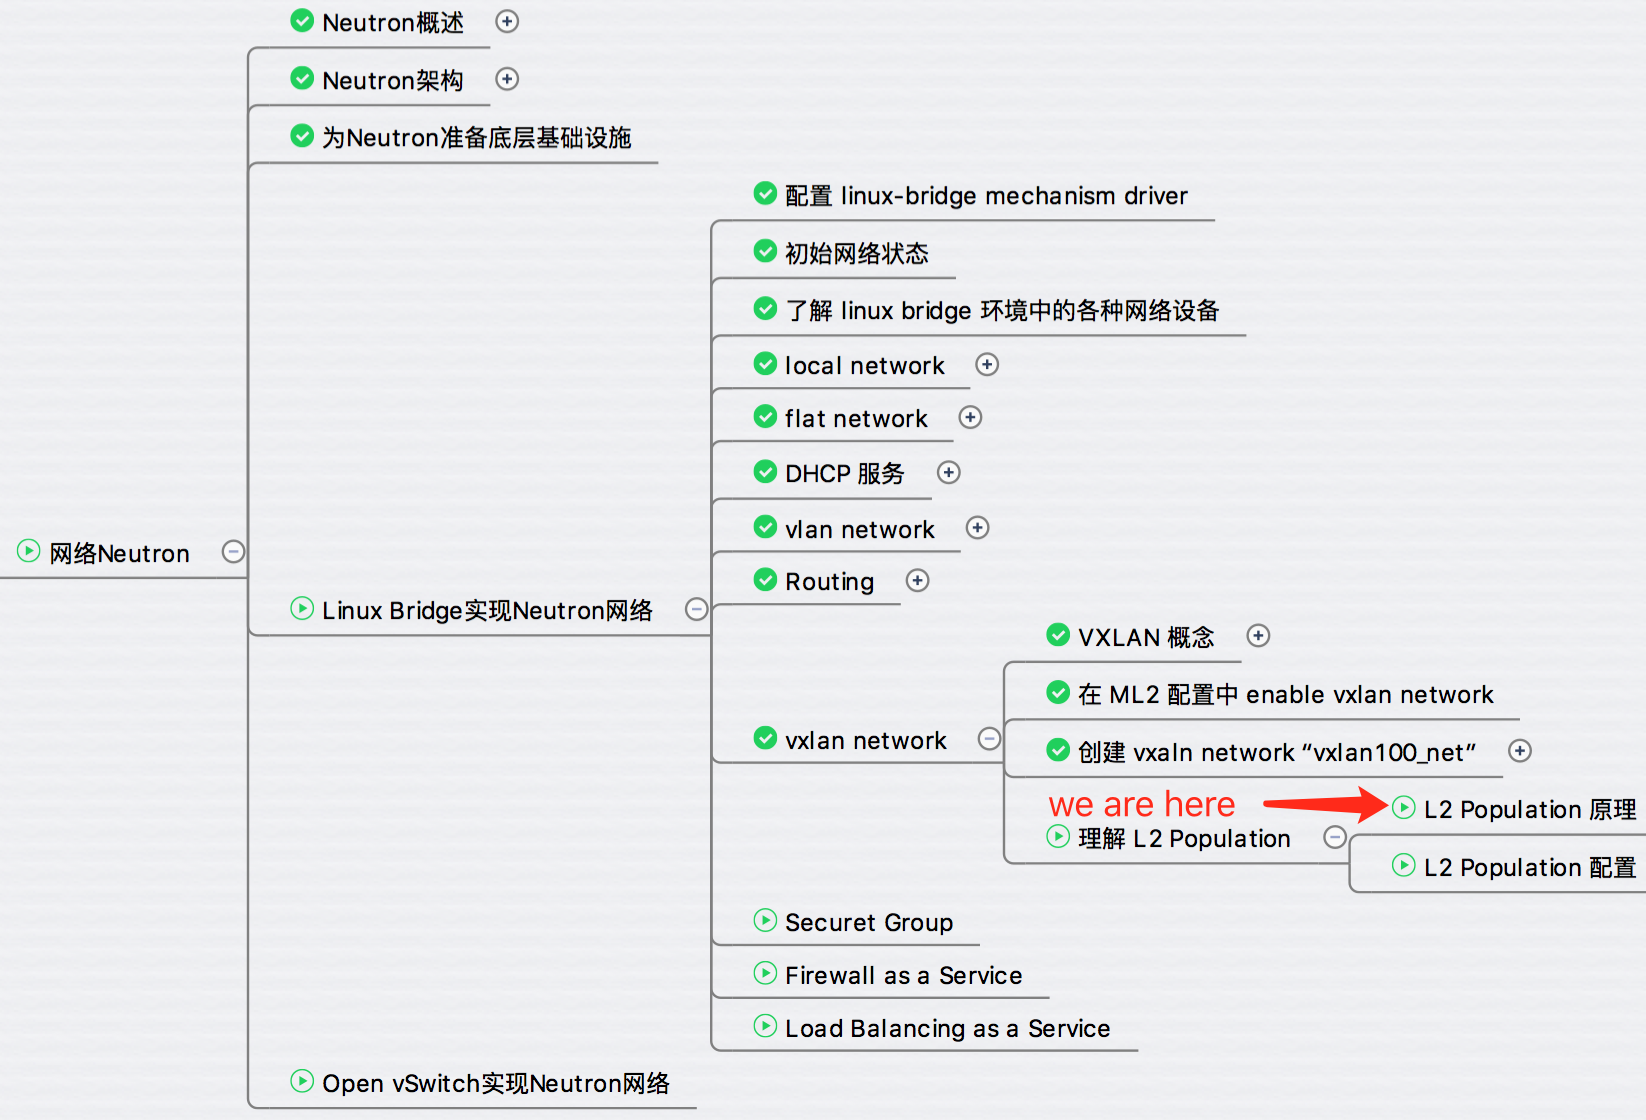 Neutron概述
Neutron架构
为Neutron准备底层基础设施
配置 linux-bridge mechanism driver
初始网络状态
了解 linux bridge 环境中的各种网络设备
local network
flat network
DHCP 服务
vlan network
网络Neutron
Routing
Linux Bridge实现Neutron网络
VXLAN 概念
在 ML2 配置中 enable vxlan network
vxlan network
创建 vxaln network “vxlan100_net”
we are here
L2 Population 原理
理解 L2 Population
L2 Population 配置
Securet Group
Firewall as a Service
Load Balancing as a Service
Open vSwitch实现Neutron网络